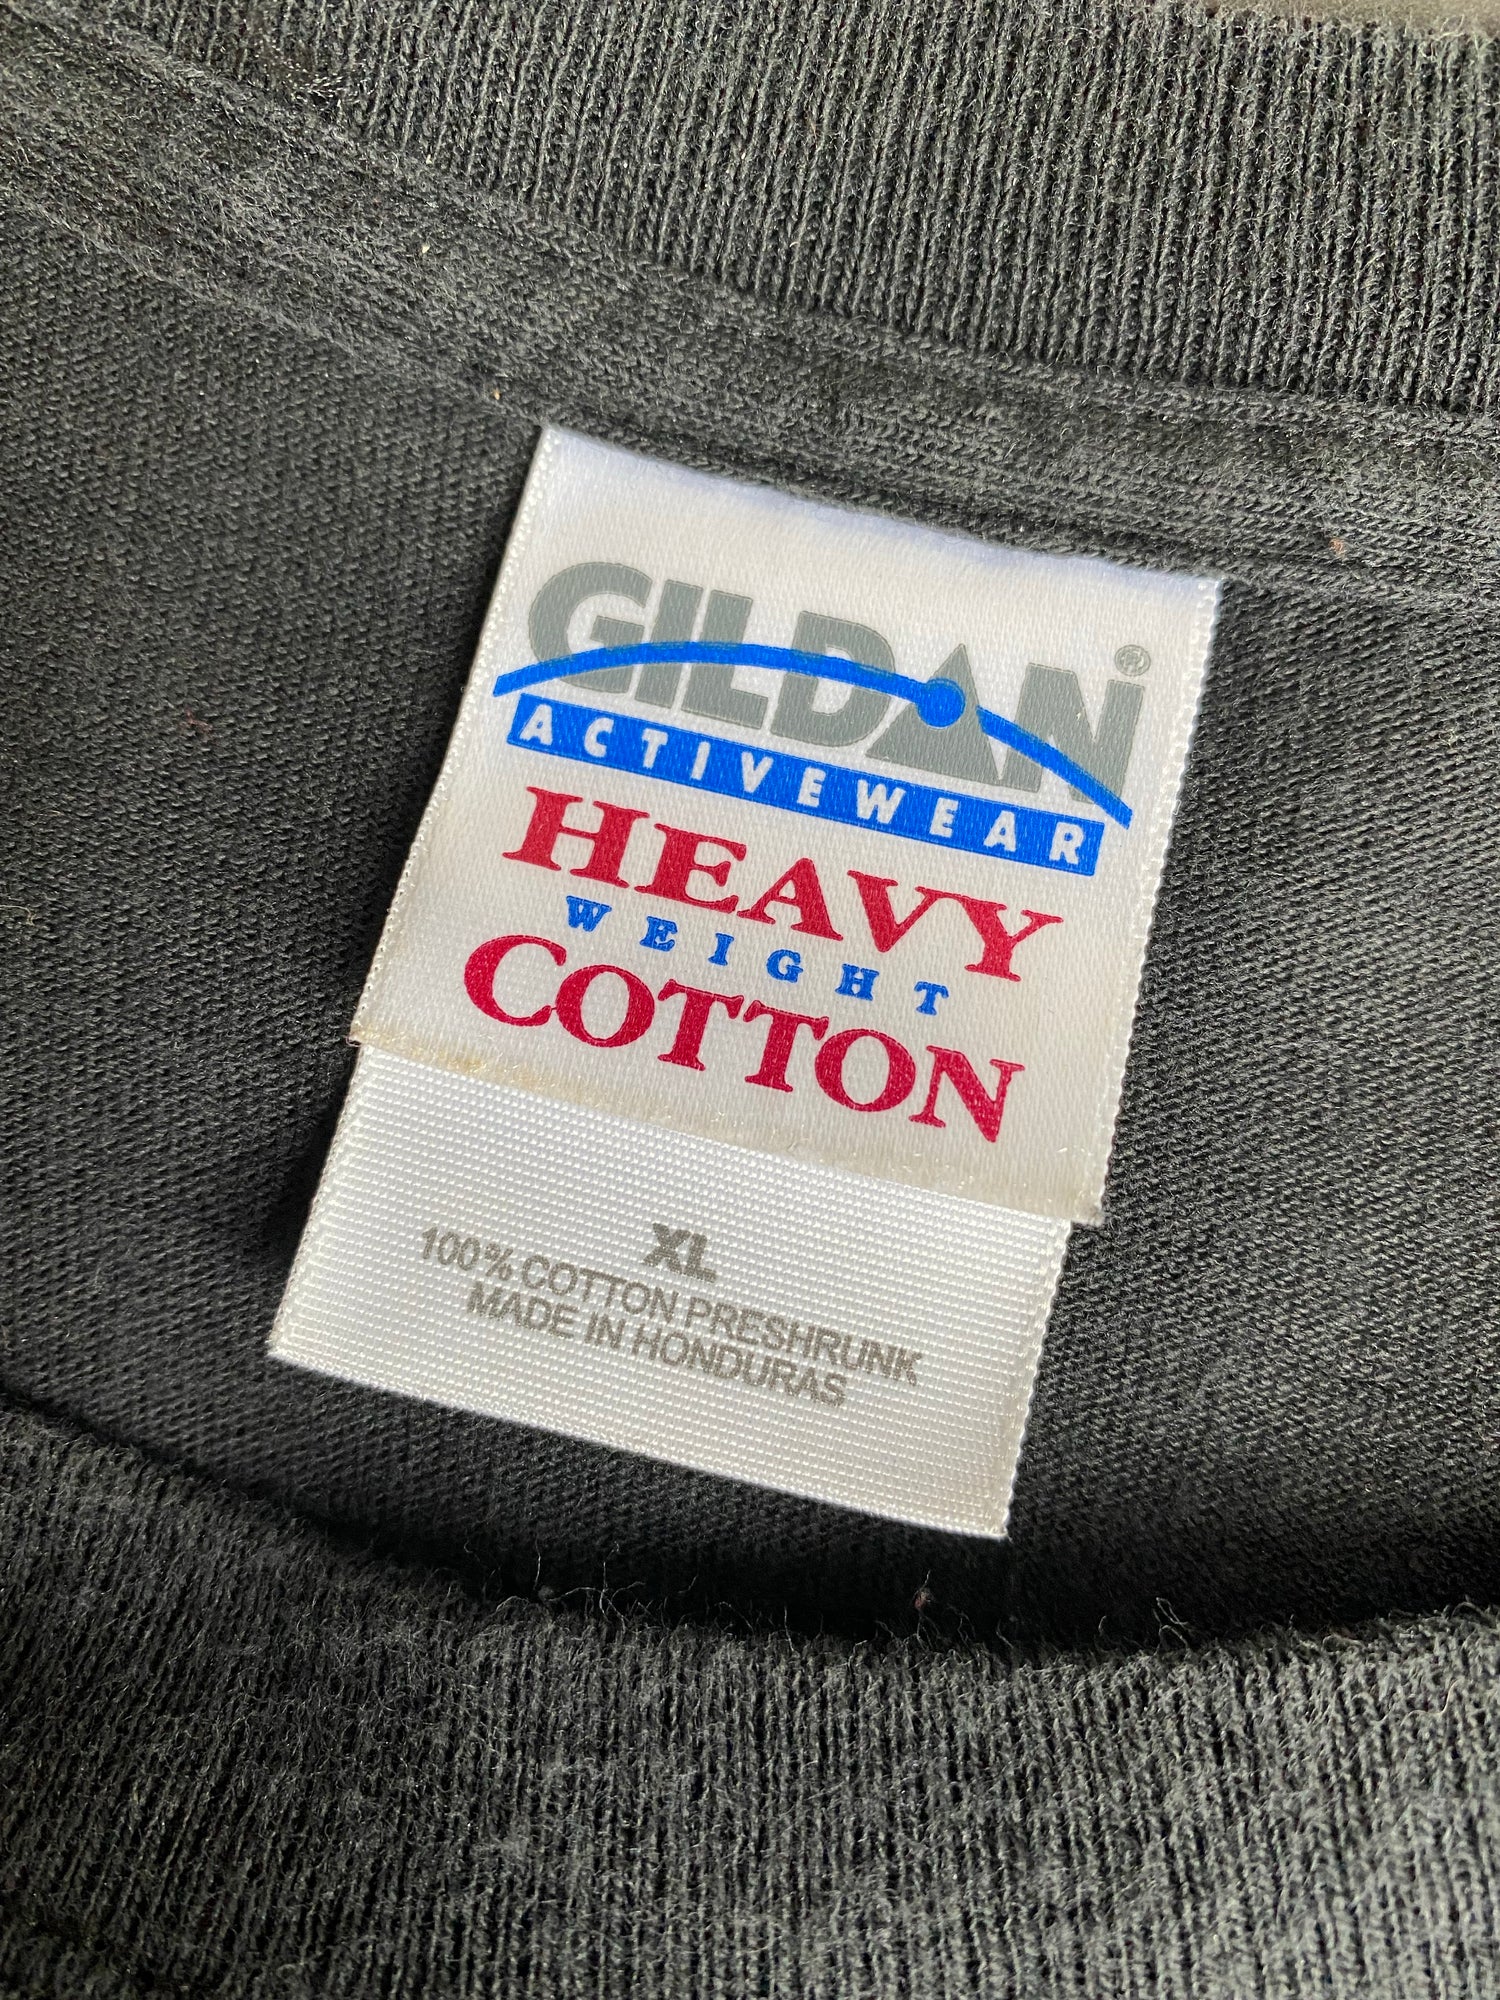 GILDAN®
ACTIVEWEAR
HEAVY
WEIGHT
COTTON
XL
100% COTTON PRESHRUNK
MADE IN HONDURAS